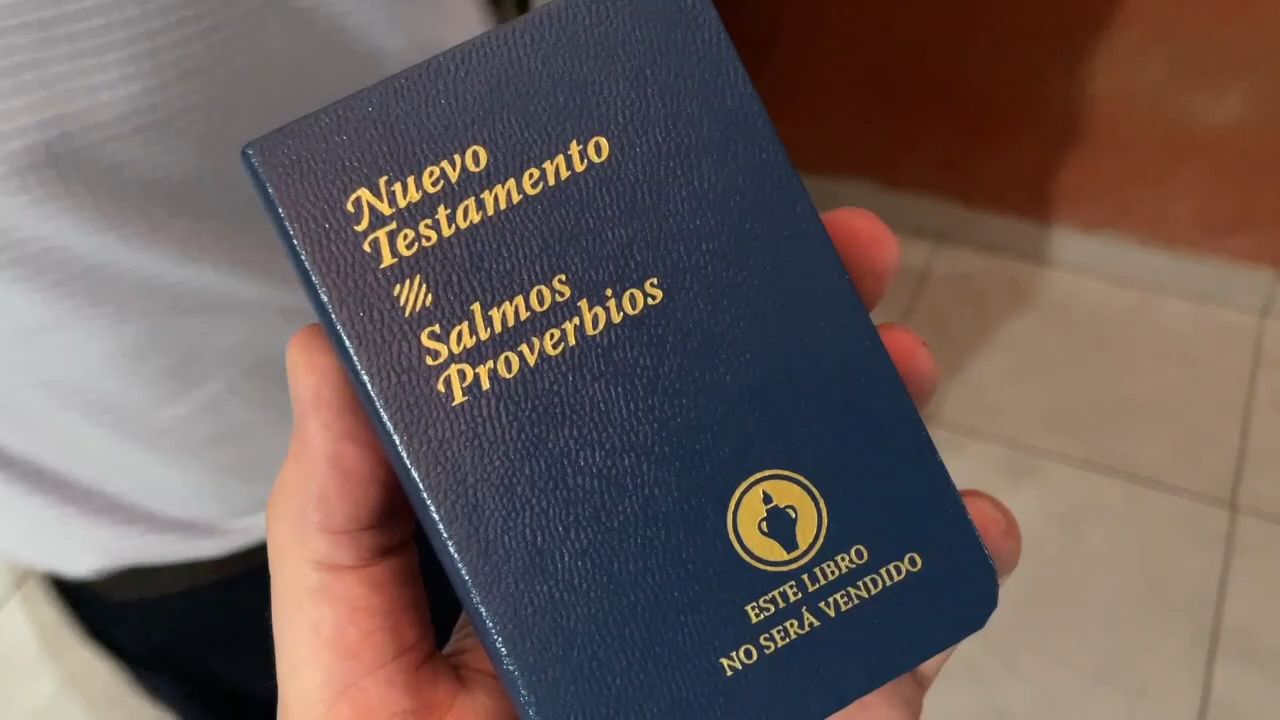 Nuevo
Testamento
Salmos
Proverbios
ESTE LIBRO
NO SERÁ VENDIDO